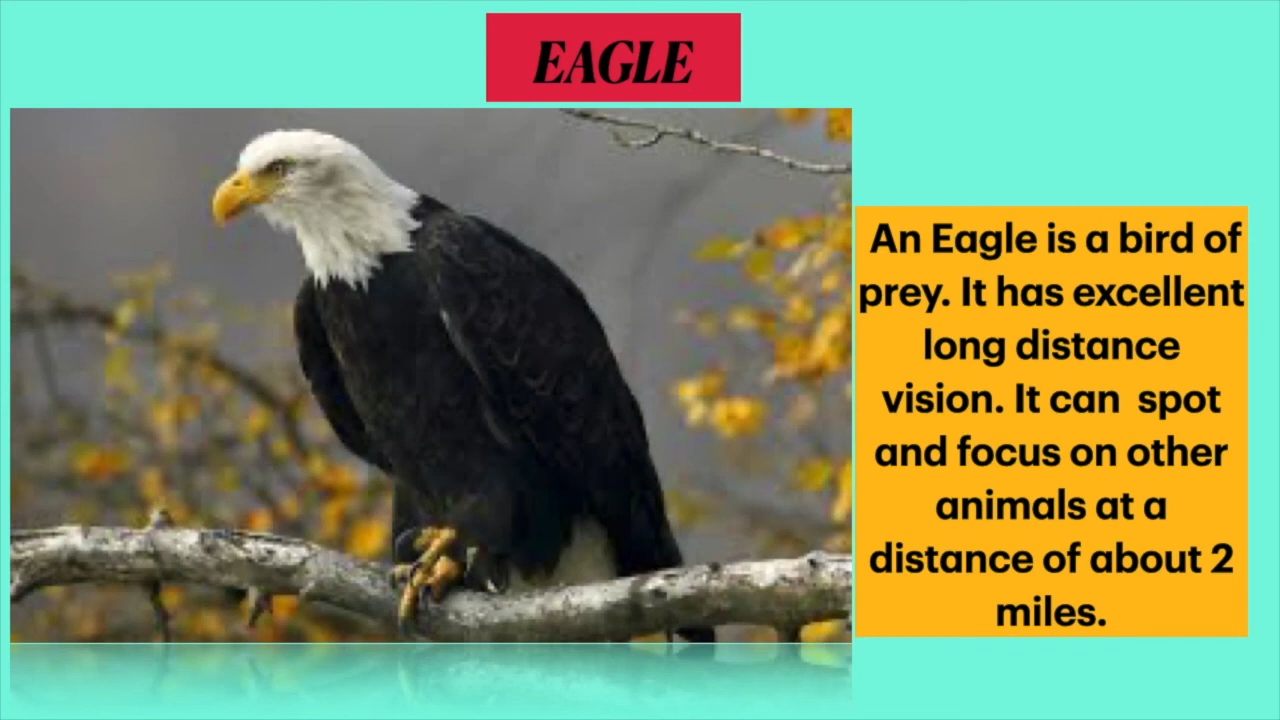 EAGLE
An Eagle is a bird of
prey. It has excellent
long distance
vision. It can  spot
and focus on other
animals at a
distance of about 2
miles.